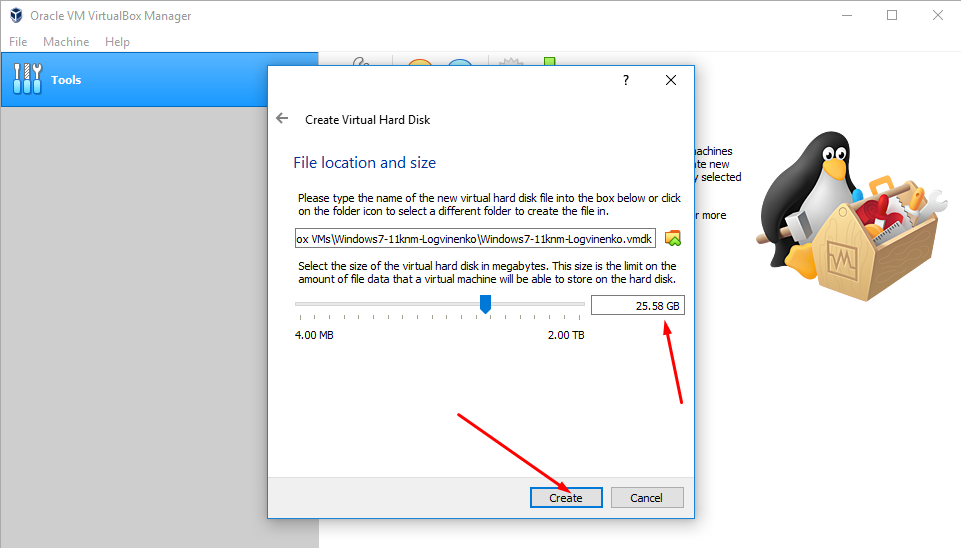 Oracle VM VirtualBox Manager
File Machine Help
Tools
?
Create Virtual Hard Disk
File location and size
Please type the name of the new virtual hard disk file into the box below or click
on the folder icon to select a different folder to create the file in.
ox VMs\Windows7-11knm-Logvinenko\Windows7-11knm-Logvinenko.vmdk
Select the size of the virtual hard disk in megabytes. This size is the limit on the
amount of file data that a virtual machine will be able to store on the hard disk.
25.58 GB
4.00 MB 2.00 TB
Create Cancel
new
selected
more